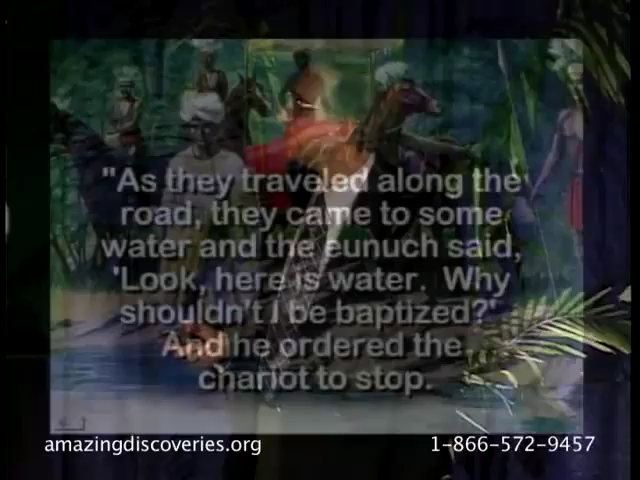 "As they traveled along the
road, they came to some
water and the eunuch said,
'Look, here is water. Why
shouldn't I be baptized?'
And he ordered the
chariot to stop.
amazingdiscoveries.org 1-866-572-9457